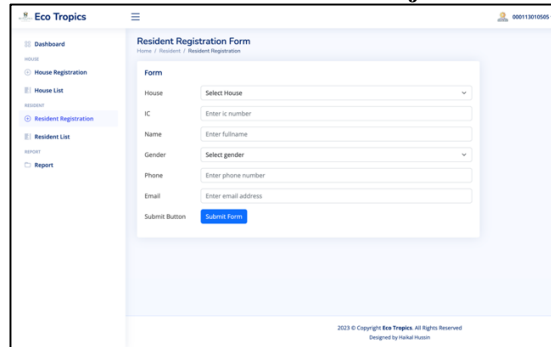 Eco Tropics
000113010505
Dashboard
HOUSE
House Registration
House List
RESIDENT
Resident Registration
Resident List
REPORT
Report
Resident Registration Form
Home / Resident / Resident Registration
Form
House Select House
IC Enter ic number
Name Enter fullname
Gender Select gender
Phone Enter phone number
Email Enter email address
Submit Button Submit Form
2023 © Copyright Eco Tropics. All Rights Reserved
Designed by Haikal Hussin